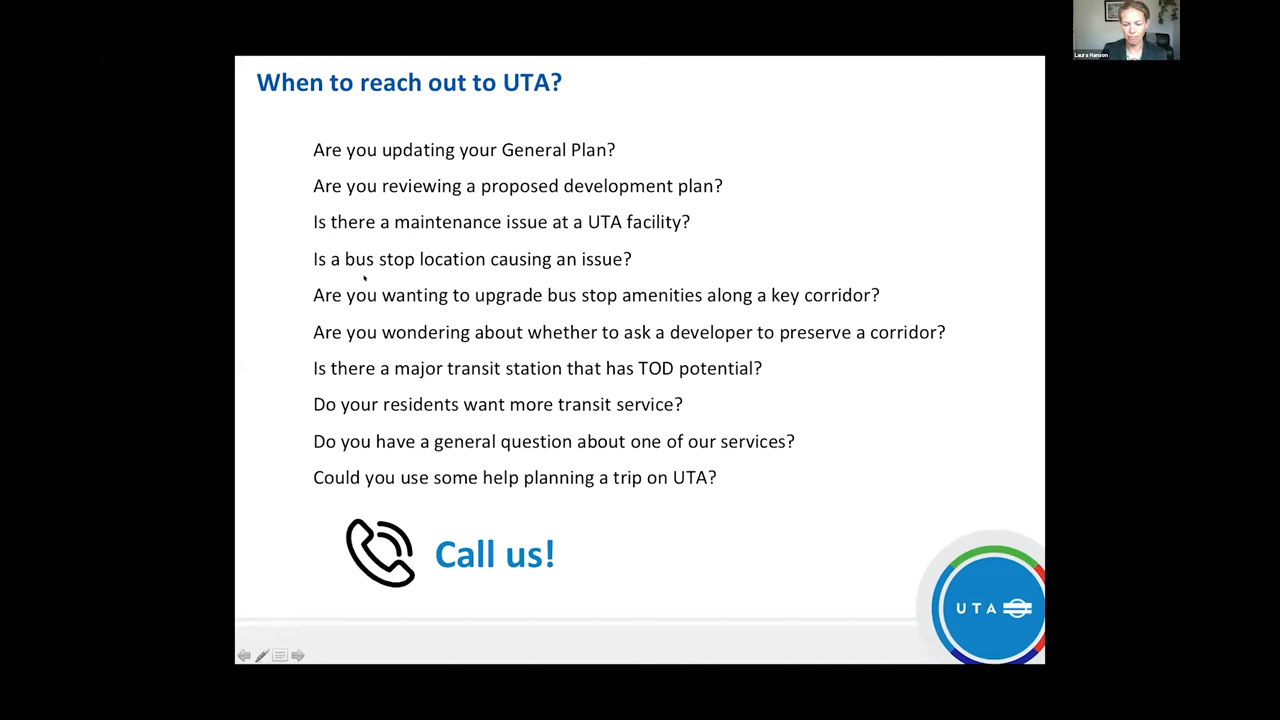 Laura Hanson
When to reach out to UTA?
Are you updating your General Plan?
Are you reviewing a proposed development plan?
Is there a maintenance issue at a UTA facility?
Is a bus stop location causing an issue?
Are you wanting to upgrade bus stop amenities along a key corridor?
Are you wondering about whether to ask a developer to preserve a corridor?
Is there a major transit station that has TOD potential?
Do your residents want more transit service?
Do you have a general question about one of our services?
Could you use some help planning a trip on UTA?
Call us!
UTA